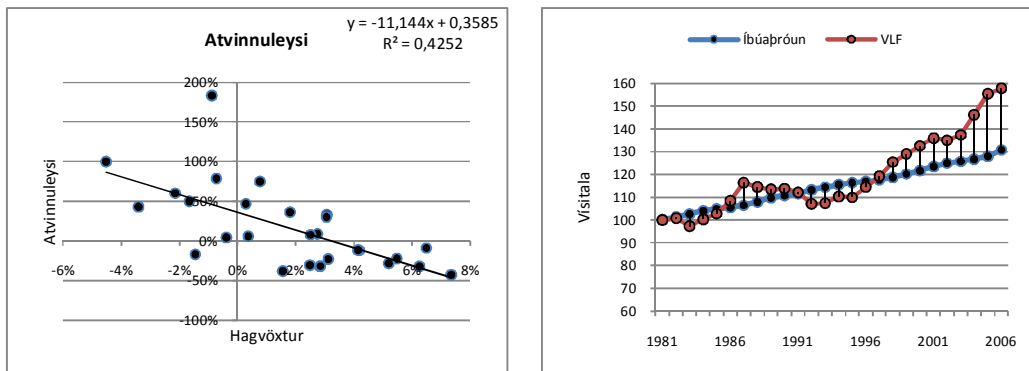 y = -11,144x + 0,3585
R² = 0,4252
Atvinnuleysi
Atvinnuleysi
200%
150%
100%
50%
0%
-50%
-100%
-6% -4% -2% 0% 2% 4% 6% 8%
Hagvöxtur
Íbúaþróun VLF
Vísitala
160
150
140
130
120
110
100
90
80
70
60
1981 1986 1991 1996 2001 2006